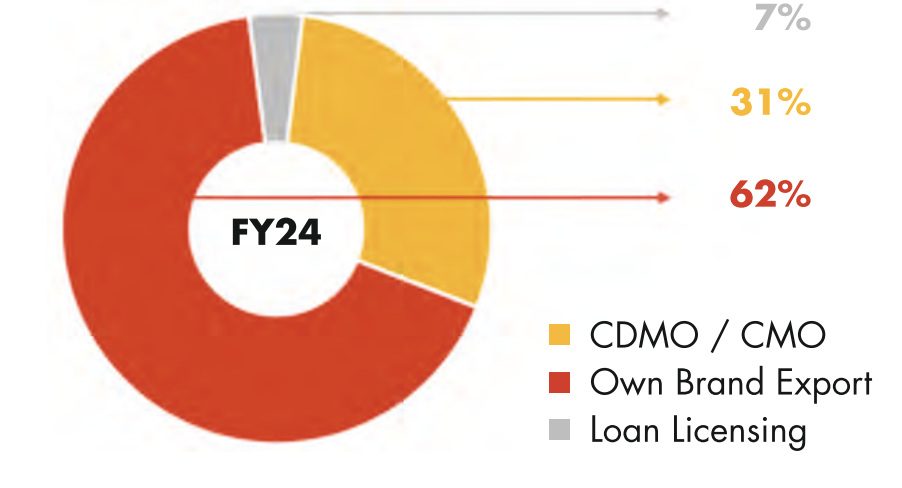 7%
31%
62%
FY24
CDMO / CMO
Own Brand Export
Loan Licensing